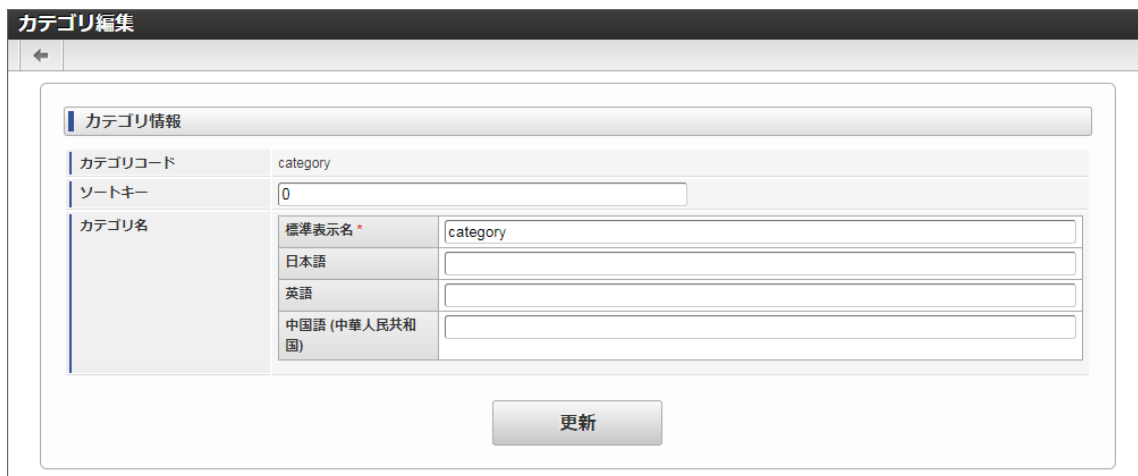 カテゴリ編集
カテゴリ情報
カテゴリコード
category
ソートキー
0
カテゴリ名
標準表示名 *
category
日本語
英語
中国語 (中華人民共和
国)
更新